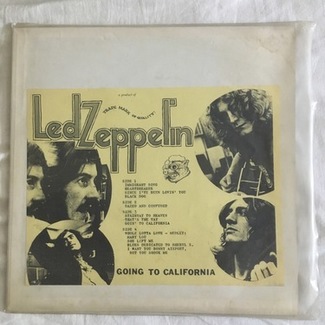 a product of
TRADE MARK OF QUALITY
Led Zeppelin
SIDE 1
IMMIGRANT SONG
HEARTBREAKER
SINCE I'VE BEEN LOVIN' YOU
BLACK DOG
SIDE 2
DAZED AND CONFUSED
SIDE 3
STAIRWAY TO HEAVEN
THAT'S THE WAY
GOIN' TO CALIFORNIA
SIDE 4
WHOLE LOTTA LOVE - MEDLEY:
GOING TO CALIFORNIA